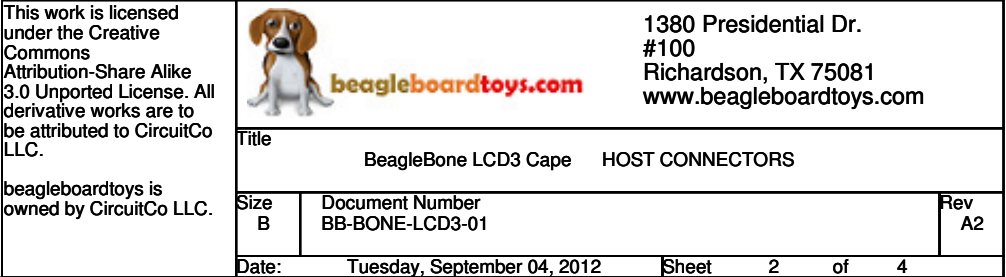 This work is licensed
under the Creative
Commons
Attribution-Share Alike
3.0 Unported License. All
derivative works are to
be attributed to CircuitCo
LLC.
beagleboardtoys is
owned by CircuitCo LLC.
beagleboardtoys.com
1380 Presidential Dr.
#100
Richardson, TX 75081
www.beagleboardtoys.com
Title
BeagleBone LCD3 Cape HOST CONNECTORS
Size Document Number Rev
B BB-BONE-LCD3-01 A2
Date: Tuesday, September 04, 2012 Sheet 2 of 4